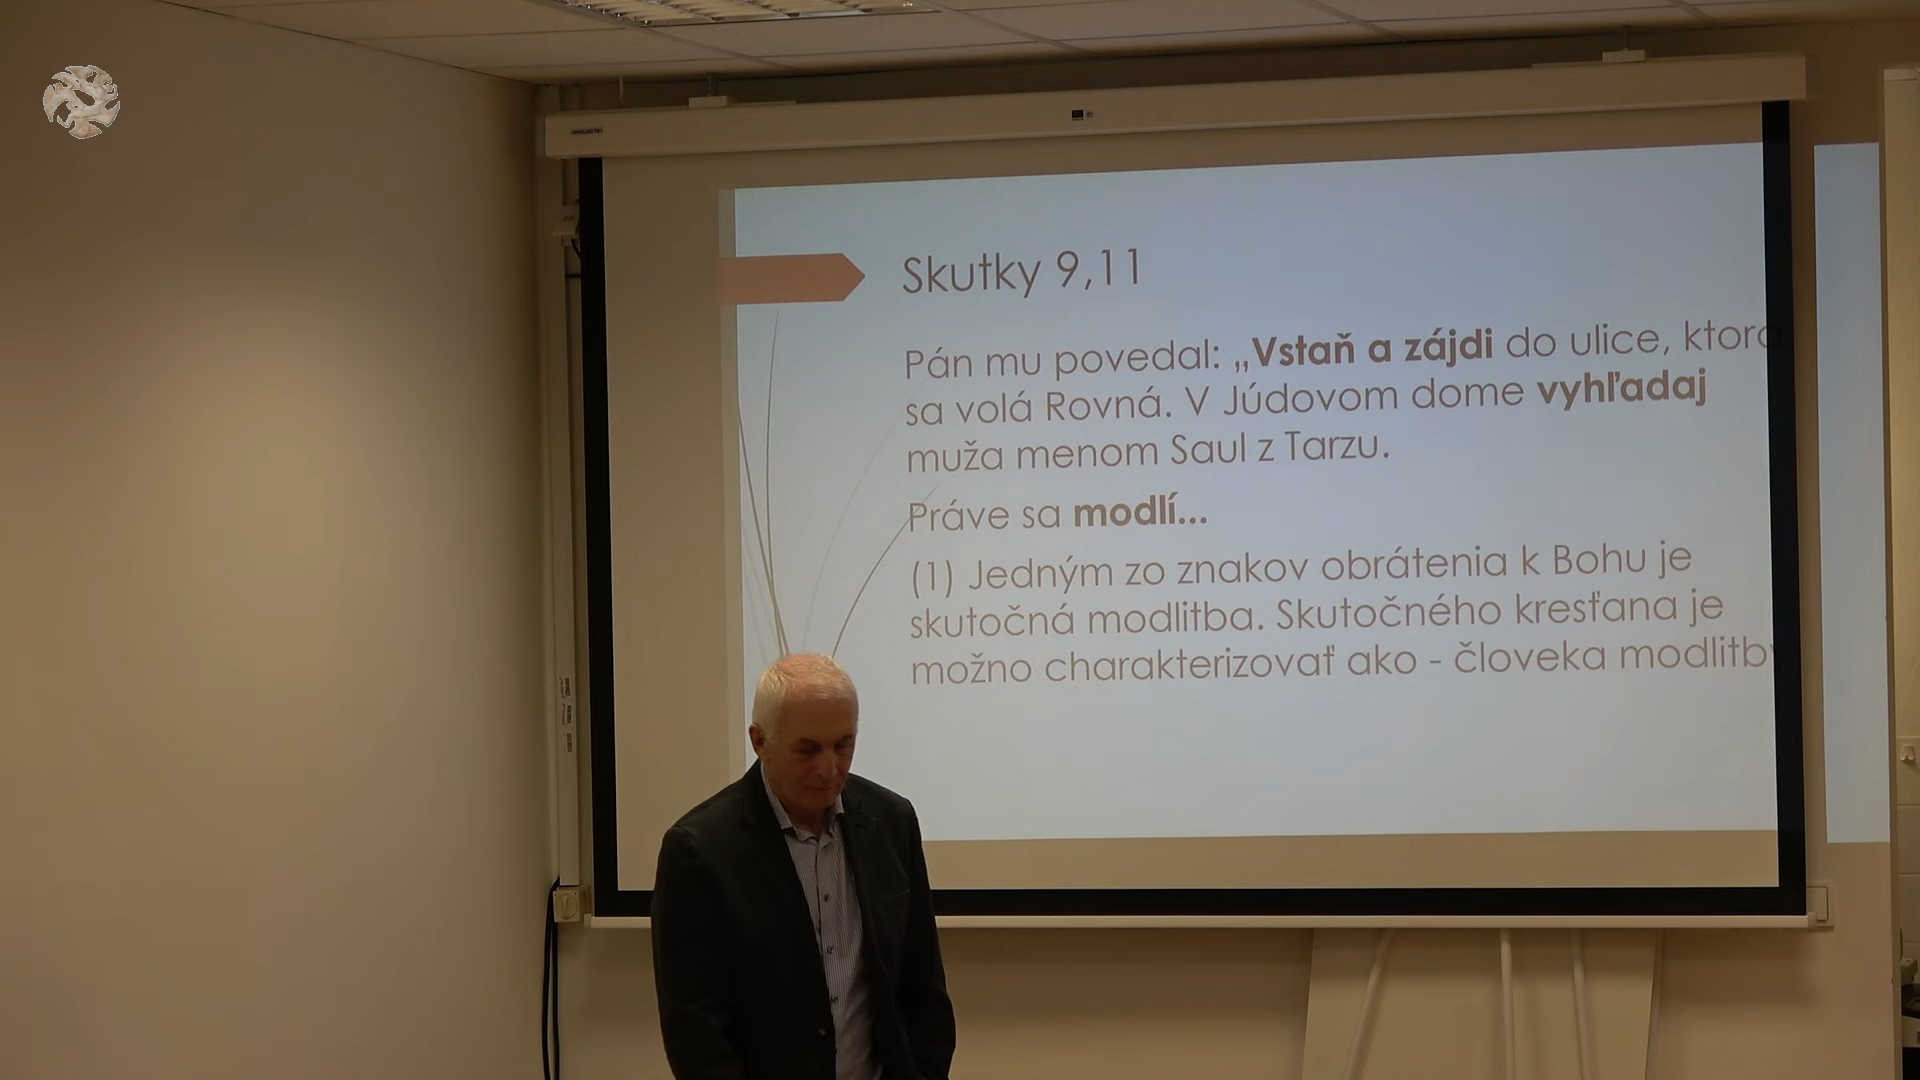 Skutky 9,11
Pán mu povedal: „Vstaň a zájdi do ulice, ktorá
sa volá Rovná. V Júdovom dome vyhľadaj
muža menom Saul z Tarzu.
Práve sa modlí...
(1) Jedným zo znakov obrátenia k Bohu je
skutočná modlitba. Skutočného kresťana je
možno charakterizovať ako - človeka modlitby